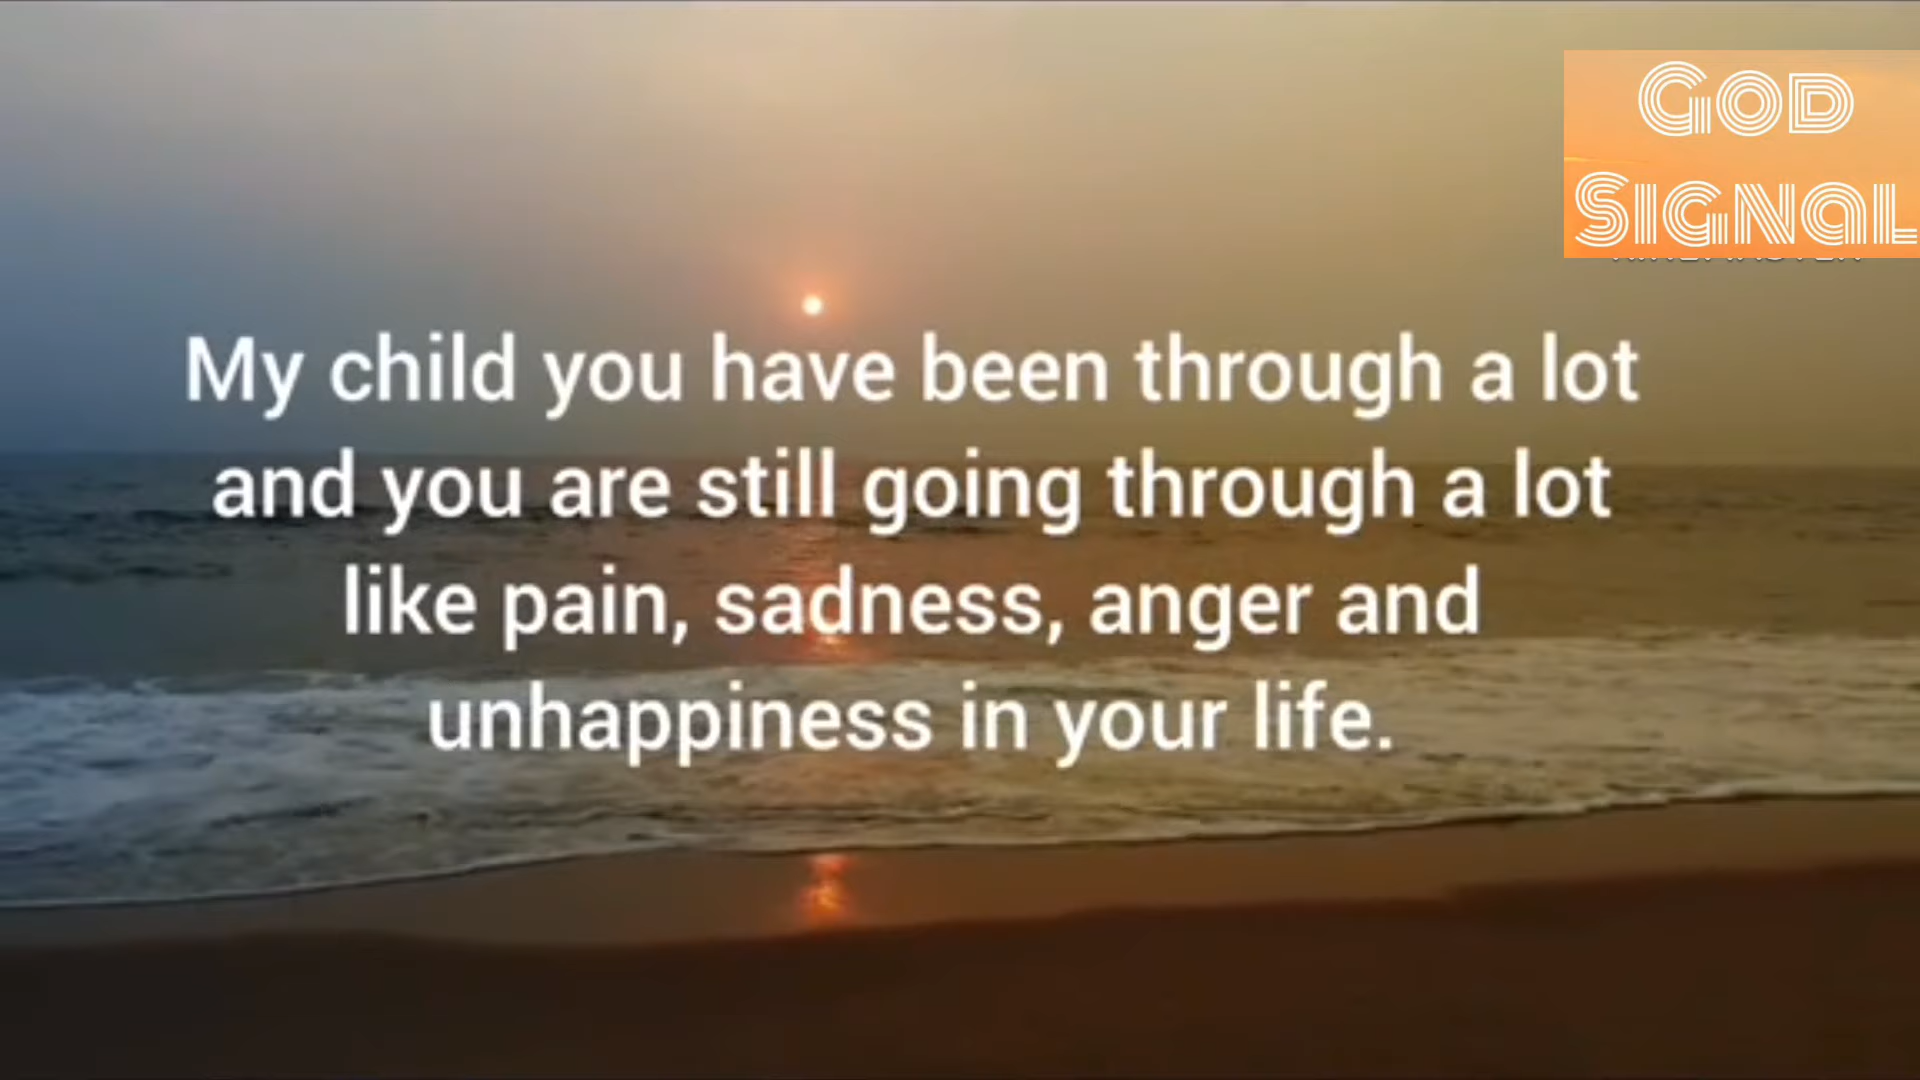 God
Signal
My child you have been through a lot
and you are still going through a lot
like pain, sadness, anger and
unhappiness in your life.